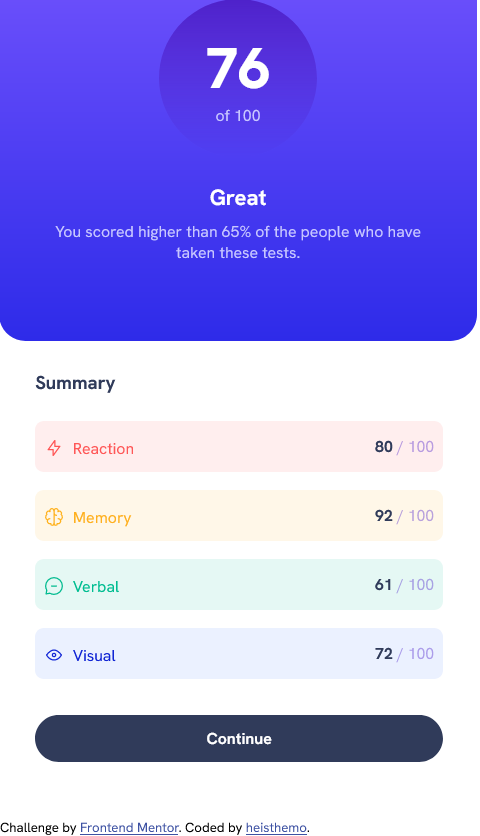 76
of 100
Great
You scored higher than 65% of the people who have
taken these tests.
Summary
Reaction 80 / 100
Memory 92 / 100
Verbal 61 / 100
Visual 72 / 100
Continue
Challenge by Frontend Mentor. Coded by heisthemo.